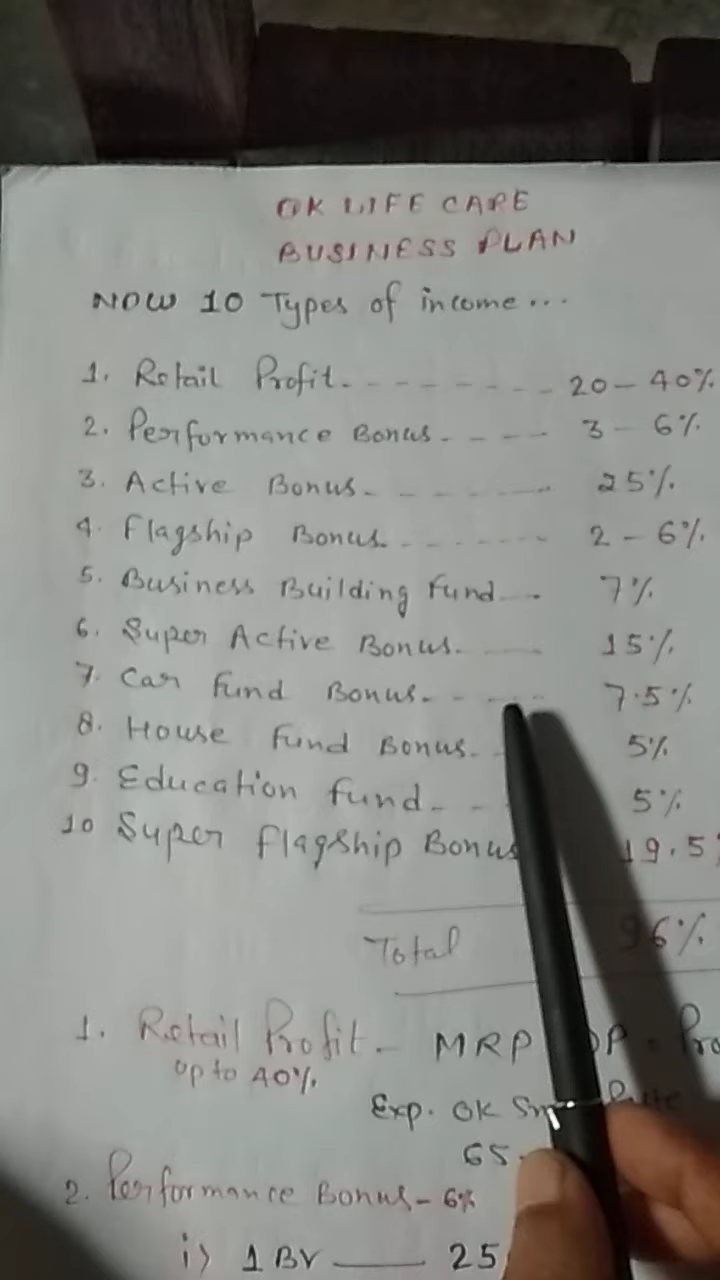 OK LIFE CARE
BUSINESS PLAN
NOW 10 Types of income...
1. Retail Profit. - - - - - - - - 20 - 40%
2. Performance Bonus. - - - - 3 - 6%
3. Active Bonus. - - - - - - 25%
4. Flagship Bonus. - - - - - - 2 - 6%
5. Business Building Fund - - 7%
6. Super Active Bonus. - - 15%
7. Car Fund Bonus. - - - - 7.5%
8. House Fund Bonus. - 5%
9. Education Fund - - - 5%
10 Super Flagship Bonus 19.5%
Total 96%
1. Retail Profit - MRP
up to 40%
Exp. OK
65
2. Performance Bonus - 6%
i) 1 BV — 25